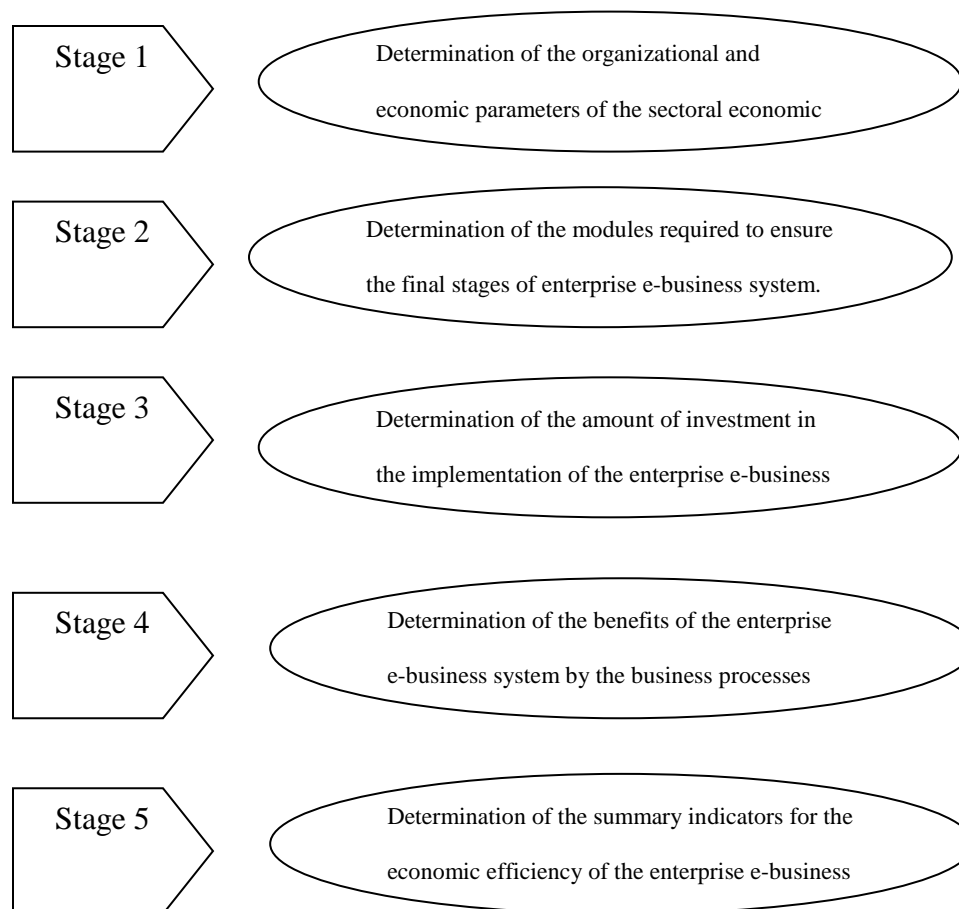 Stage 1
Determination of the organizational and
economic parameters of the sectoral economic
Stage 2
Determination of the modules required to ensure
the final stages of enterprise e-business system.
Stage 3
Determination of the amount of investment in
the implementation of the enterprise e-business
Stage 4
Determination of the benefits of the enterprise
e-business system by the business processes
Stage 5
Determination of the summary indicators for the
economic efficiency of the enterprise e-business